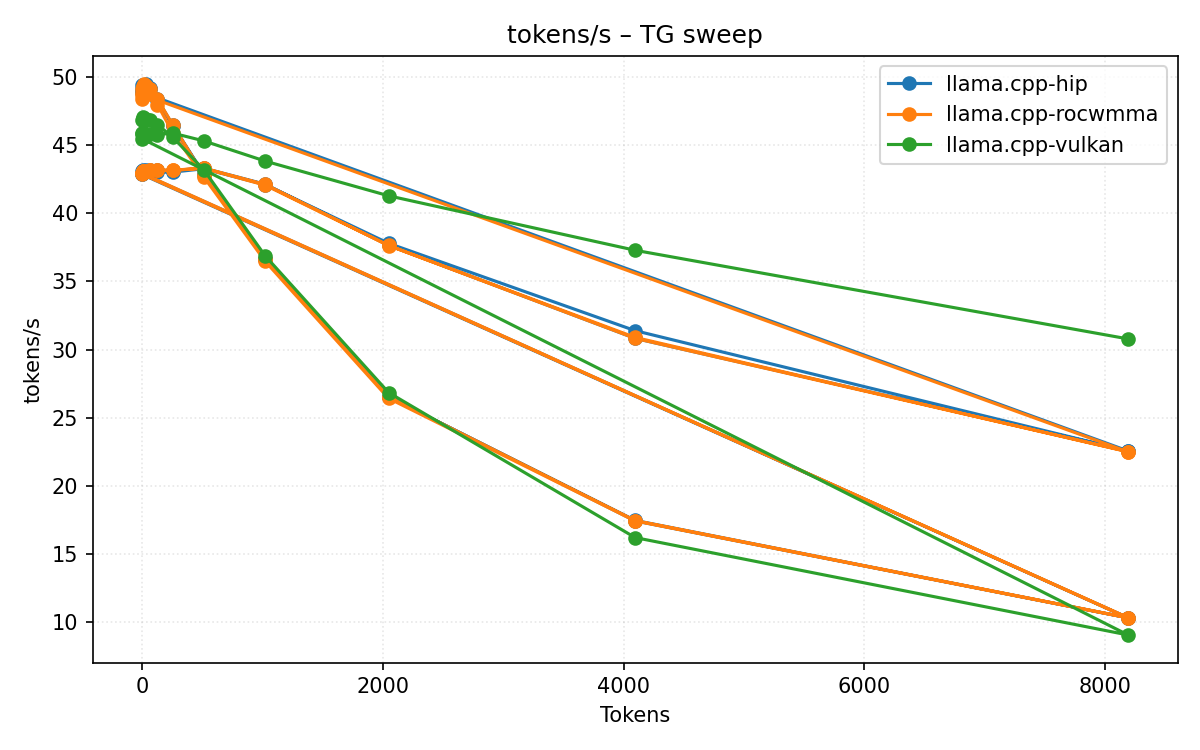 tokens/s – TG sweep
50
45
40
35
30
25
20
15
10
tokens/s
llama.cpp-hip
llama.cpp-rocwmma
llama.cpp-vulkan
0 2000 4000 6000 8000
Tokens